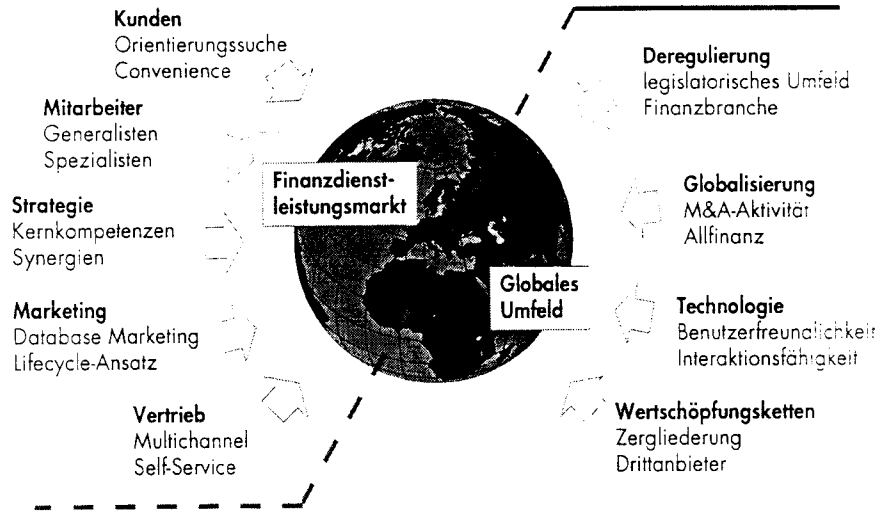 Kunden
Orientierungssuche
Convenience
Mitarbeiter
Generalisten
Spezialisten
Strategie
Kernkompetenzen
Synergien
Marketing
Database Marketing
Lifecycle-Ansatz
Vertrieb
Multichannel
Self-Service
Finanzdienst-
leistungsmarkt
Globales
Umfeld
Deregulierung
legislatorisches Umfeld
Finanzbranche
Globalisierung
M&A-Aktivität
Allfinanz
Technologie
Benutzerfreundlichkeit
Interaktionsfähigkeit
Wertschöpfungsketten
Zergliederung
Drittanbieter